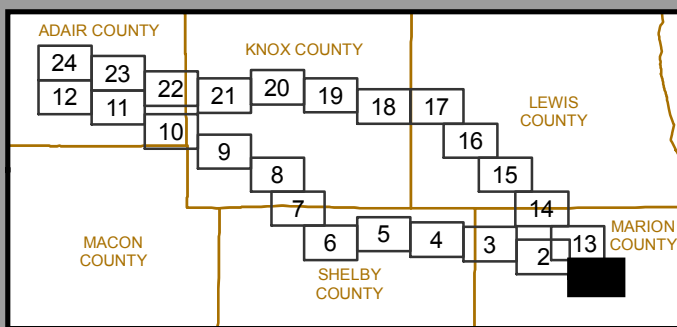 ADAIR COUNTY
KNOX COUNTY
24
23
22
21
20
19
18
17
LEWIS
COUNTY
12
11
10
9
16
8
15
7
14
MARION
COUNTY
MACON
COUNTY
6
5
4
3
2
13
SHELBY
COUNTY